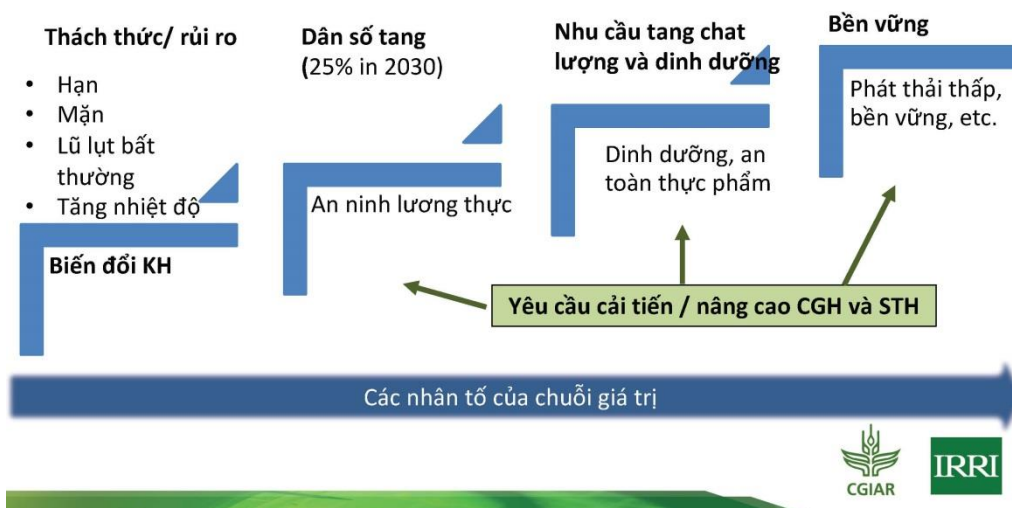 Thách thức/ rủi ro
• Hạn
• Mặn
• Lũ lụt bất
thường
• Tăng nhiệt độ
Biến đổi KH
Dân số tang
(25% in 2030)
An ninh lương thực
Nhu cầu tang chat
lượng và dinh dưỡng
Dinh dưỡng, an
toàn thực phẩm
Bền vững
Phát thải thấp,
bền vững, etc.
Yêu cầu cải tiến / nâng cao CGH và STH
Các nhân tố của chuỗi giá trị
CGIAR
IRRI